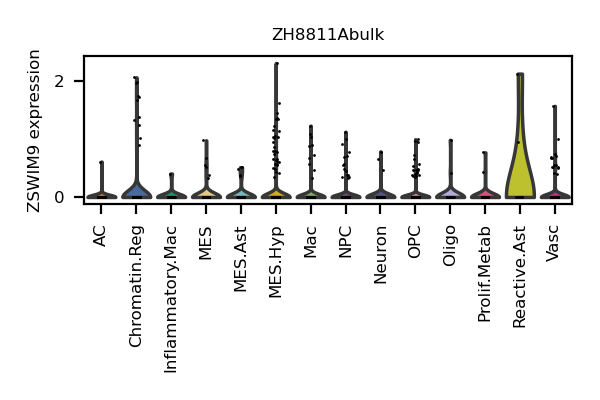 ZH8811Abulk
ZSWIM9 expression
2
0
AC
Chromatin.Reg
Inflammatory.Mac
MES
MES.Ast
MES.Hyp
Mac
NPC
Neuron
OPC
Oligo
Prolif.Metab
Reactive.Ast
Vasc